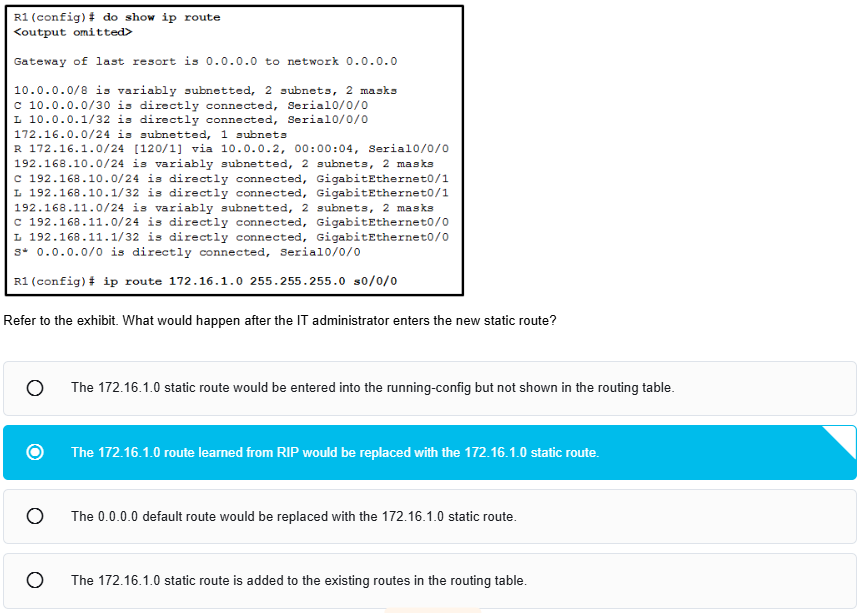 R1(config)# do show ip route
<output omitted>
Gateway of last resort is 0.0.0.0 to network 0.0.0.0
10.0.0.0/8 is variably subnetted, 2 subnets, 2 masks
C 10.0.0.0/30 is directly connected, Serial0/0/0
L 10.0.0.1/32 is directly connected, Serial0/0/0
172.16.0.0/24 is subnetted, 1 subnets
R 172.16.1.0/24 [120/1] via 10.0.0.2, 00:00:04, Serial0/0/0
192.168.10.0/24 is variably subnetted, 2 subnets, 2 masks
C 192.168.10.0/24 is directly connected, GigabitEthernet0/1
L 192.168.10.1/32 is directly connected, GigabitEthernet0/1
192.168.11.0/24 is variably subnetted, 2 subnets, 2 masks
C 192.168.11.0/24 is directly connected, GigabitEthernet0/0
L 192.168.11.1/32 is directly connected, GigabitEthernet0/0
S* 0.0.0.0/0 is directly connected, Serial0/0/0
R1(config)# ip route 172.16.1.0 255.255.255.0 s0/0/0
Refer to the exhibit. What would happen after the IT administrator enters the new static route?
The 172.16.1.0 static route would be entered into the running-config but not shown in the routing table.
The 172.16.1.0 route learned from RIP would be replaced with the 172.16.1.0 static route.
The 0.0.0.0 default route would be replaced with the 172.16.1.0 static route.
The 172.16.1.0 static route is added to the existing routes in the routing table.